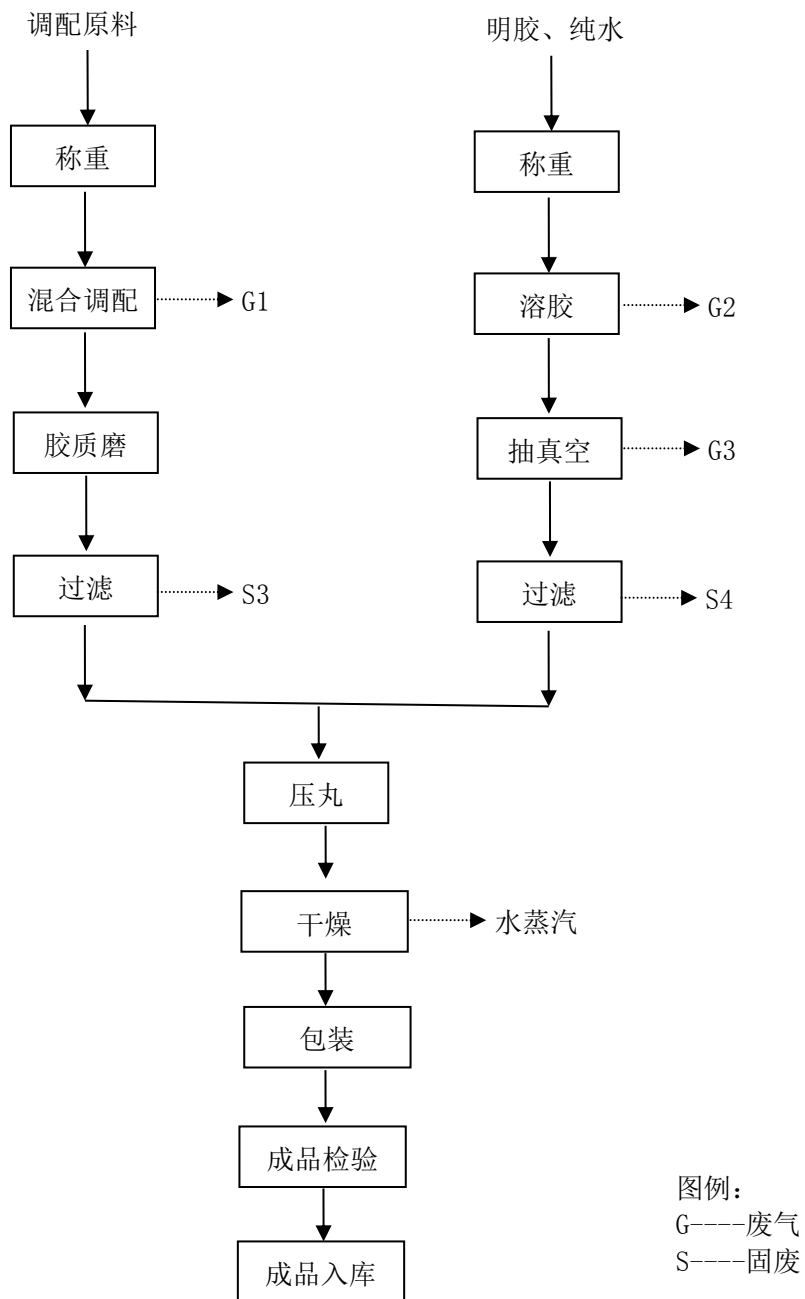 调配原料
明胶、纯水
称重
称重
混合调配
G1
溶胶
G2
胶质磨
抽真空
G3
过滤
S3
过滤
S4
压丸
干燥
水蒸汽
包装
成品检验
成品入库
图例：
G----废气
S----固废